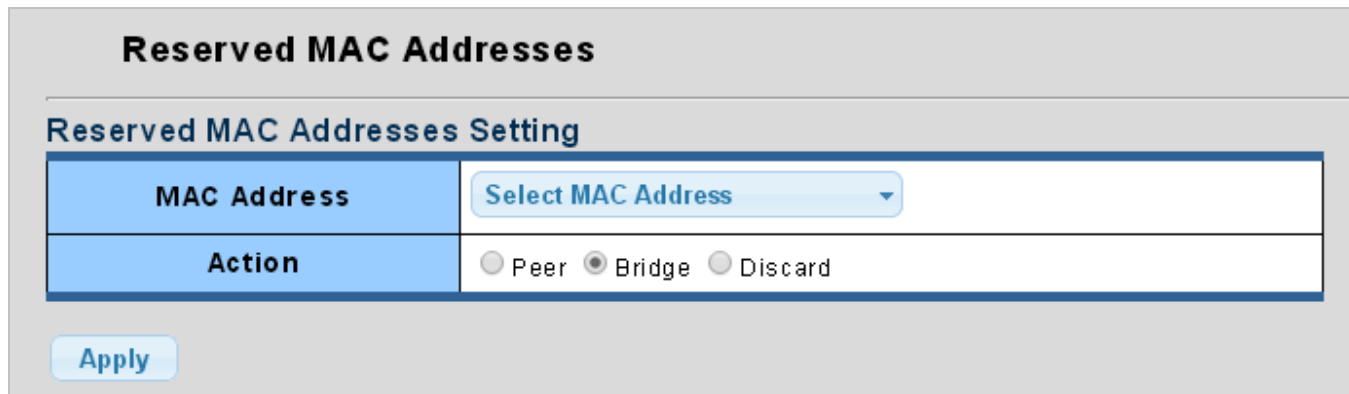 Reserved MAC Addresses
Reserved MAC Addresses Setting
MAC Address Select MAC Address
Action Peer Bridge Discard
Apply